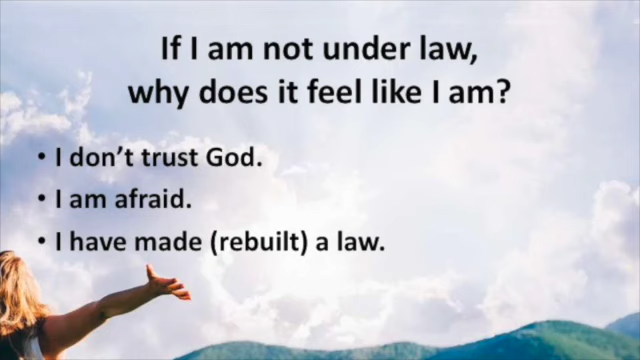 If I am not under law,
why does it feel like I am?
• I don't trust God.
• I am afraid.
• I have made (rebuilt) a law.